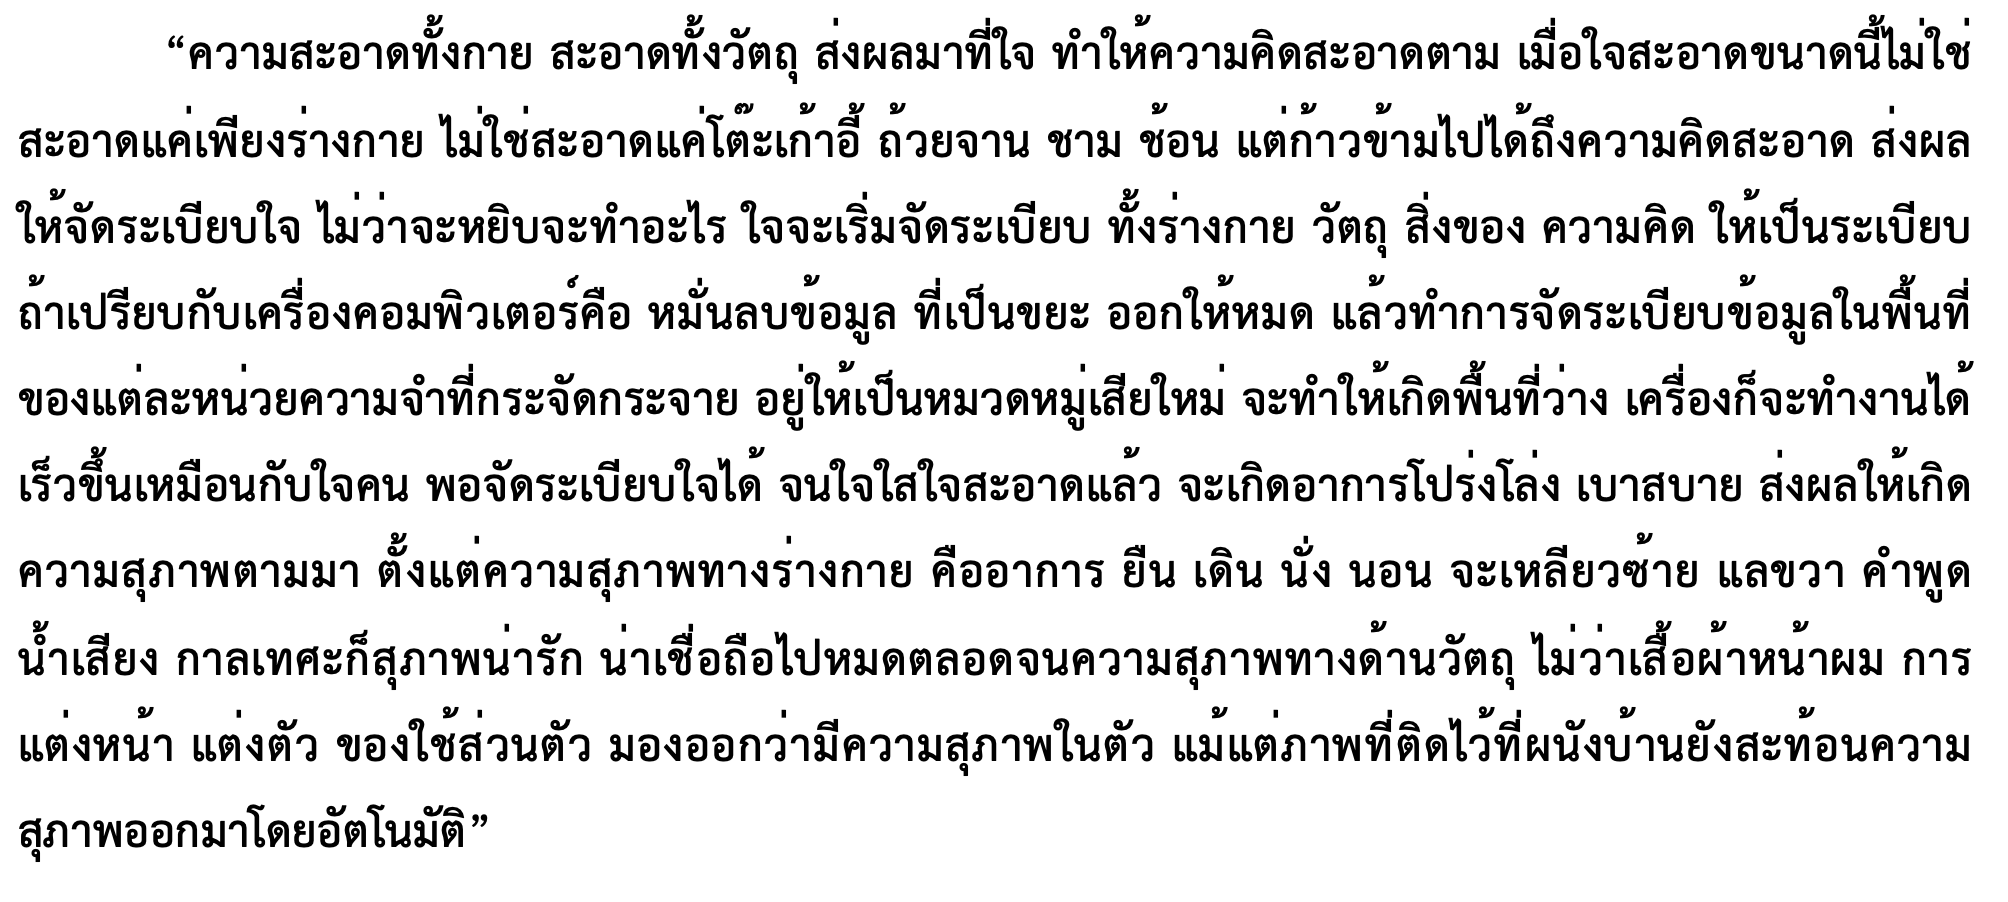 “ความสะอาดทั้งกาย สะอาดทั้งวัตถุ ส่งผลมาที่ใจ ทำให้ความคิดสะอาดตาม เมื่อใจสะอาดขนาดนี้ไม่ใช่
สะอาดแค่เพียงร่างกาย ไม่ใช่สะอาดแค่โต๊ะเก้าอี้ ถ้วยจาน ชาม ช้อน แต่ก้าวข้ามไปได้ถึงความคิดสะอาด ส่งผล
ให้จัดระเบียบใจ ไม่ว่าจะหยิบจะทำอะไร ใจจะเริ่มจัดระเบียบ ทั้งร่างกาย วัตถุ สิ่งของ ความคิด ให้เป็นระเบียบ
ถ้าเปรียบกับเครื่องคอมพิวเตอร์คือ หมั่นลบข้อมูล ที่เป็นขยะ ออกให้หมด แล้วทำการจัดระเบียบข้อมูลในพื้นที่
ของแต่ละหน่วยความจำที่กระจัดกระจาย อยู่ให้เป็นหมวดหมู่เสียใหม่ จะทำให้เกิดพื้นที่ว่าง เครื่องก็จะทำงานได้
เร็วขึ้นเหมือนกับใจคน พอจัดระเบียบใจได้ จนใจใสใจสะอาดแล้ว จะเกิดอาการโปร่งโล่ง เบาสบาย ส่งผลให้เกิด
ความสุภาพตามมา ตั้งแต่ความสุภาพทางร่างกาย คืออาการ ยืน เดิน นั่ง นอน จะเหลียวซ้าย แลขวา คำพูด
น้ำเสียง กาลเทศะก็สุภาพน่ารัก น่าเชื่อถือไปหมดตลอดจนความสุภาพทางด้านวัตถุ ไม่ว่าเสื้อผ้าหน้าผม การ
แต่งหน้า แต่งตัว ของใช้ส่วนตัว มองออกว่ามีความสุภาพในตัว แม้แต่ภาพที่ติดไว้ที่ผนังบ้านยังสะท้อนความ
สุภาพออกมาโดยอัตโนมัติ”